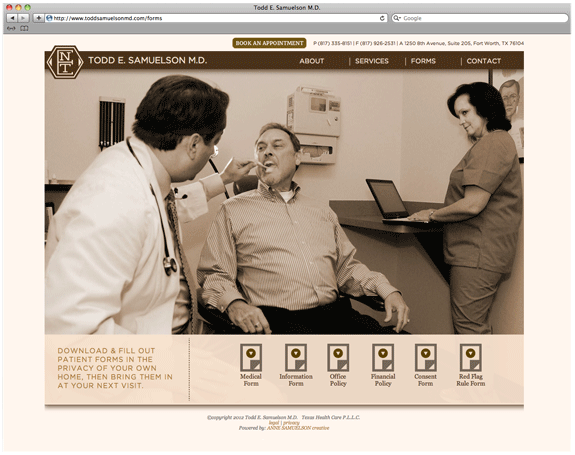 Todd E. Samuelson M.D.
http://www.toddsamuelsonmd.com/forms
Google
BOOK AN APPOINTMENT
P (817) 335-8151 | F (817) 926-2531 | A 1250 8th Avenue, Suite 205, Fort Worth, TX 76104
N
T
TODD E. SAMUELSON M.D.
ABOUT | SERVICES | FORMS | CONTACT
DOWNLOAD & FILL OUT
PATIENT FORMS IN THE
PRIVACY OF YOUR OWN
HOME, THEN BRING THEM IN
AT YOUR NEXT VISIT.
Medical
Form
Information
Form
Office
Policy
Financial
Policy
Consent
Form
Red Flag
Rule Form
©opyright 2012 Todd E. Samuelson M.D. Texas Health Care P.L.L.C.
legal | privacy
Powered by: ANNE SAMUELSON creative